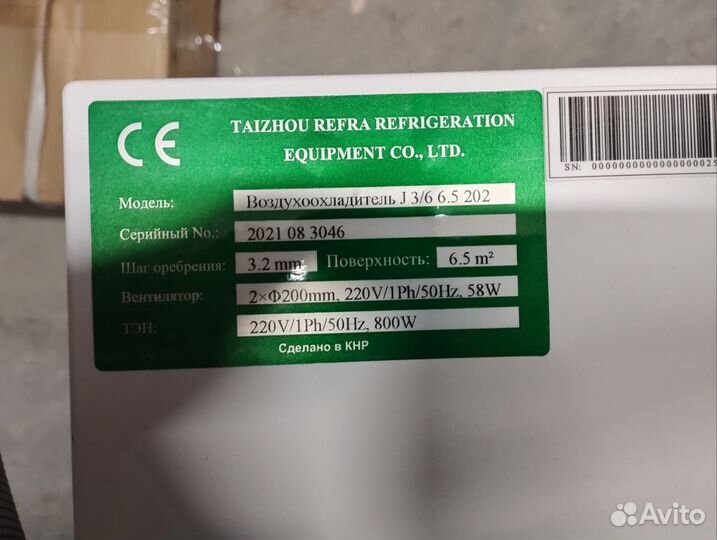 CE
TAIZHOU REFRA REFRIGERATION
EQUIPMENT CO., LTD.
Модель: Воздухоохладитель J 3/6 6.5 202
Серийный No.: 2021 08 3046
Шаг оребрения: 3.2 mm Поверхность: 6.5 m²
Вентилятор: 2×Φ200mm, 220V/1Ph/50Hz, 58W
ТЭН: 220V/1Ph/50Hz, 800W
Сделано в КНР
SN:
Avito